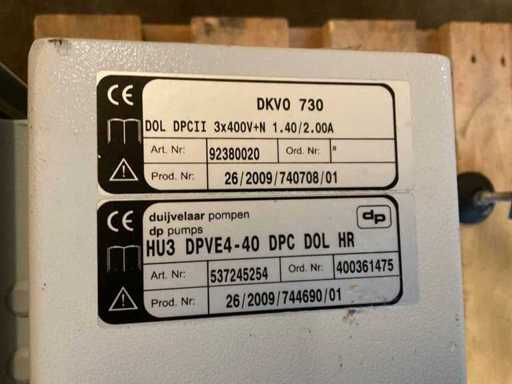 CE
DKVO 730
DOL DPCII 3x400V+N 1.40/2.00A
Art. Nr: 92380020 Ord. Nr: "
Prod. Nr: 26/2009/740708/01
CE
duijvelaar pompen dp
dp pumps
HU3 DPVE4-40 DPC DOL HR
Art. Nr: 537245254 Ord. Nr: 400361475
Prod. Nr: 26/2009/744690/01